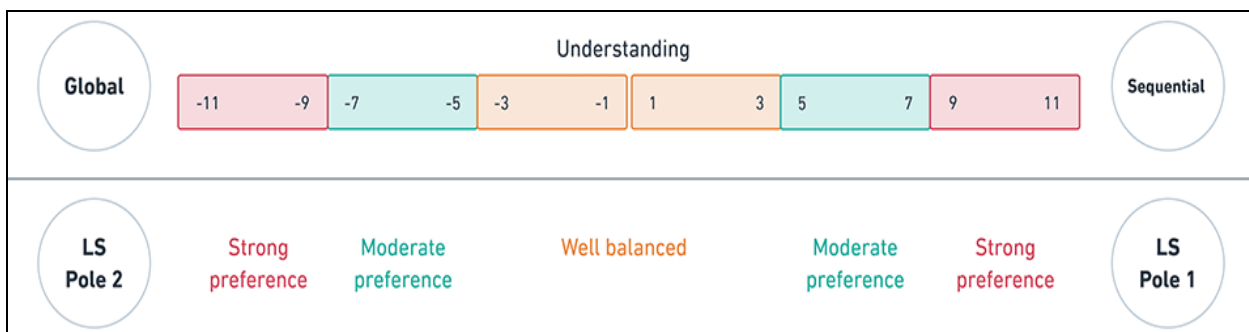 Understanding
Global
-11 -9 -7 -5 -3 -1 1 3 5 7 9 11
Sequential
LS
Pole 2
Strong
preference
Moderate
preference
Well balanced
Moderate
preference
Strong
preference
LS
Pole 1